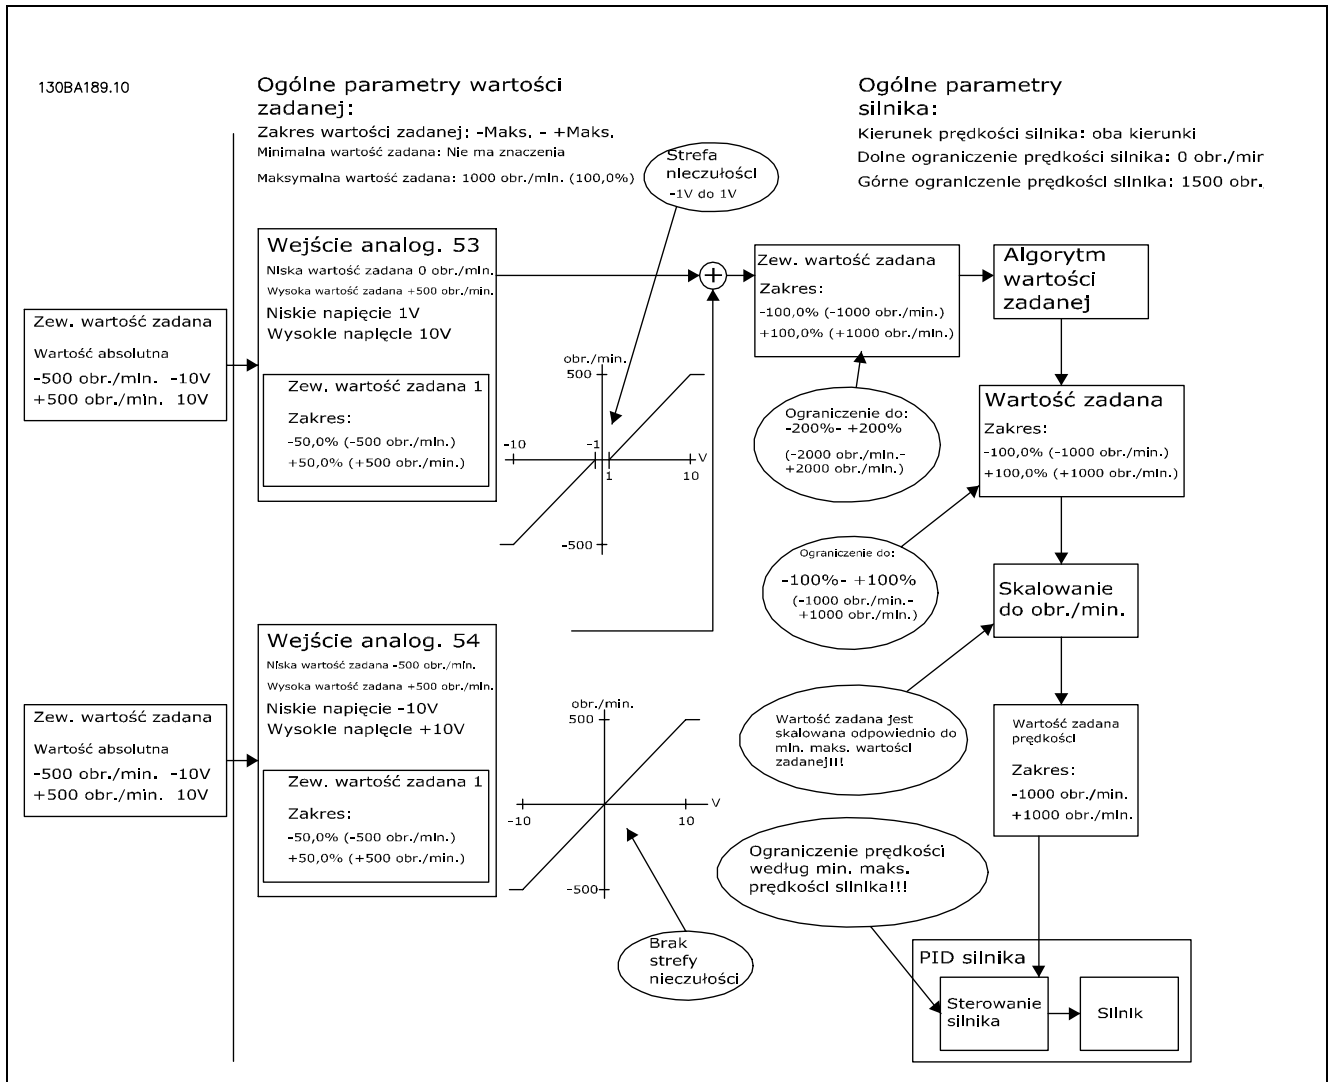 130BA189.10
Ogólne parametry wartości
zadanej:
Zakres wartości zadanej: -Maks. - +Maks.
Minimalna wartość zadana: Nie ma znaczenia
Maksymalna wartość zadana: 1000 obr./min. (100,0%)
Ogólne parametry
silnika:
Kierunek prędkości silnika: oba kierunki
Dolne ograniczenie prędkości silnika: 0 obr./mir
Górne ograniczenie prędkości silnika: 1500 obr.
Strefa
nieczułości
-1V do 1V
Wejście analog. 53
Niska wartość zadana 0 obr./min.
Wysoka wartość zadana +500 obr./min.
Niskie napięcie 1V
Wysokie napięcie 10V
Zew. wartość zadana 1
Zakres:
-50,0% (-500 obr./min.)
+50,0% (+500 obr./min.)
Zew. wartość zadana
Wartość absolutna
-500 obr./min. -10V
+500 obr./min. 10V
obr./min.
500
-10
-1
V
1
10
-500
+
Zew. wartość zadana
Zakres:
-100,0% (-1000 obr./min.)
+100,0% (+1000 obr./min.)
Algorytm
wartości
zadanej
Ograniczenie do:
-200%- +200%
(-2000 obr./min.-
+2000 obr./min.)
Wartość zadana
Zakres:
-100,0% (-1000 obr./min.)
+100,0% (+1000 obr./min.)
Ograniczenie do:
-100%- +100%
(-1000 obr./min.-
+1000 obr./min.)
Skalowanie
do obr./min.
Wejście analog. 54
Niska wartość zadana -500 obr./min.
Wysoka wartość zadana +500 obr./min.
Niskie napięcie -10V
Wysokie napięcie +10V
Zew. wartość zadana 1
Zakres:
-50,0% (-500 obr./min.)
+50,0% (+500 obr./min.)
Zew. wartość zadana
Wartość absolutna
-500 obr./min. -10V
+500 obr./min. 10V
obr./min.
500
V
-10
10
-500
Brak
strefy
nieczułości
Wartość zadana jest
skalowana odpowiednio do
min. maks. wartości
zadanej!!!
Wartość zadana
prędkości
Zakres:
-1000 obr./min.
+1000 obr./min.
Ograniczenie prędkości
według min. maks.
prędkości silnika!!!
PID silnika
Sterowanie
silnika
Silnik